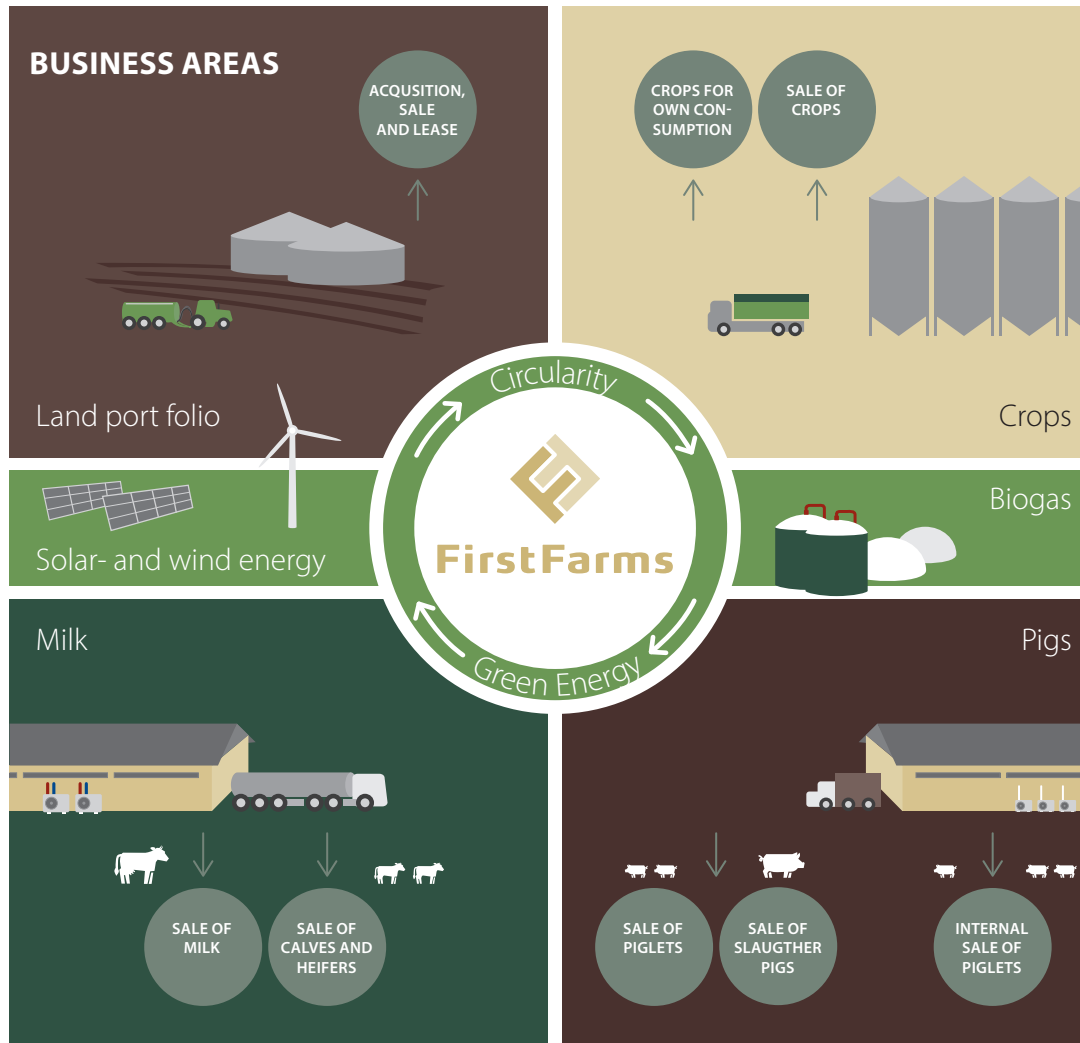 BUSINESS AREAS
ACQUSITION,
SALE
AND LEASE
Land port folio
CROPS FOR
OWN CON-
SUMPTION
SALE OF
CROPS
Crops
Circularity
FirstFarms
Green Energy
Solar- and wind energy
Biogas
Milk
SALE OF
MILK
SALE OF
CALVES AND
HEIFERS
Pigs
SALE OF
PIGLETS
SALE OF
SLAUGTHER
PIGS
INTERNAL
SALE OF
PIGLETS